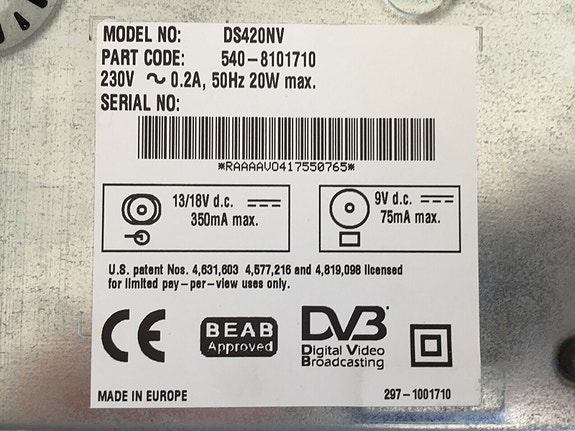 MODEL NO: DS420NV
PART CODE: 540-8101710
230V ~ 0.2A, 50Hz 20W max.
SERIAL NO:
*RAAAAVO417550765*
13/18V d.c.
350mA max.
9V d.c.
75mA max.
U.S. patent Nos. 4,631,603 4,577,216 and 4,819,098 licensed
for limited pay-per-view uses only.
CE
BEAB
Approved
DVB
Digital Video
Broadcasting
MADE IN EUROPE
297-1001710